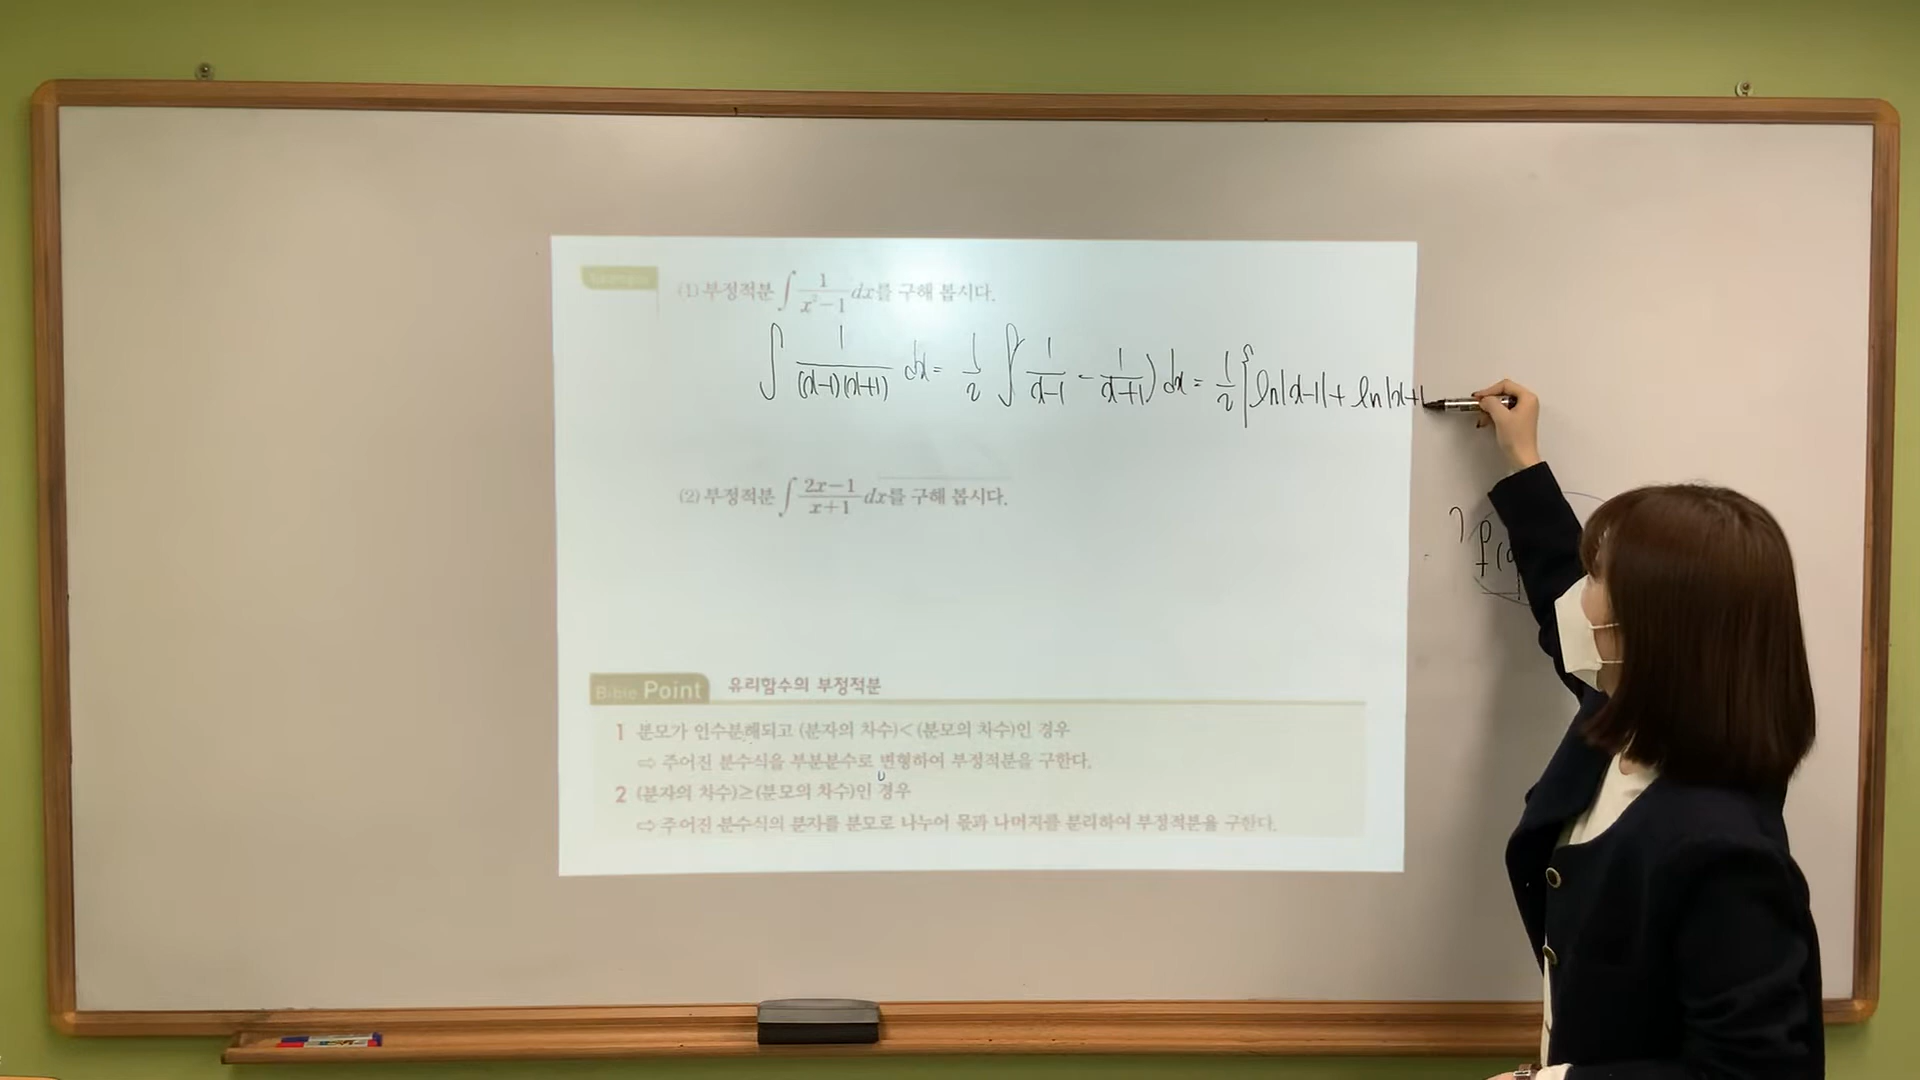 (1) 부정적분 ∫ 1/(x²-1) dx를 구해 봅시다.
∫ 1/((x-1)(x+1)) dx = 1/2 ∫ 1/(x-1) - 1/(x+1)) dx = 1/2 { ln|x-1| + ln|x+1
(2) 부정적분 ∫ (2x-1)/(x+1) dx를 구해 봅시다.
Bible Point 유리함수의 부정적분
1 분모가 인수분해되고 (분자의 차수)<(분모의 차수)인 경우
⇨ 주어진 분수식을 부분분수로 변형하여 부정적분을 구한다.
2 (분자의 차수)≥(분모의 차수)인 경우
⇨ 주어진 분수식의 분자를 분모로 나누어 몫과 나머지를 분리하여 부정적분을 구한다.